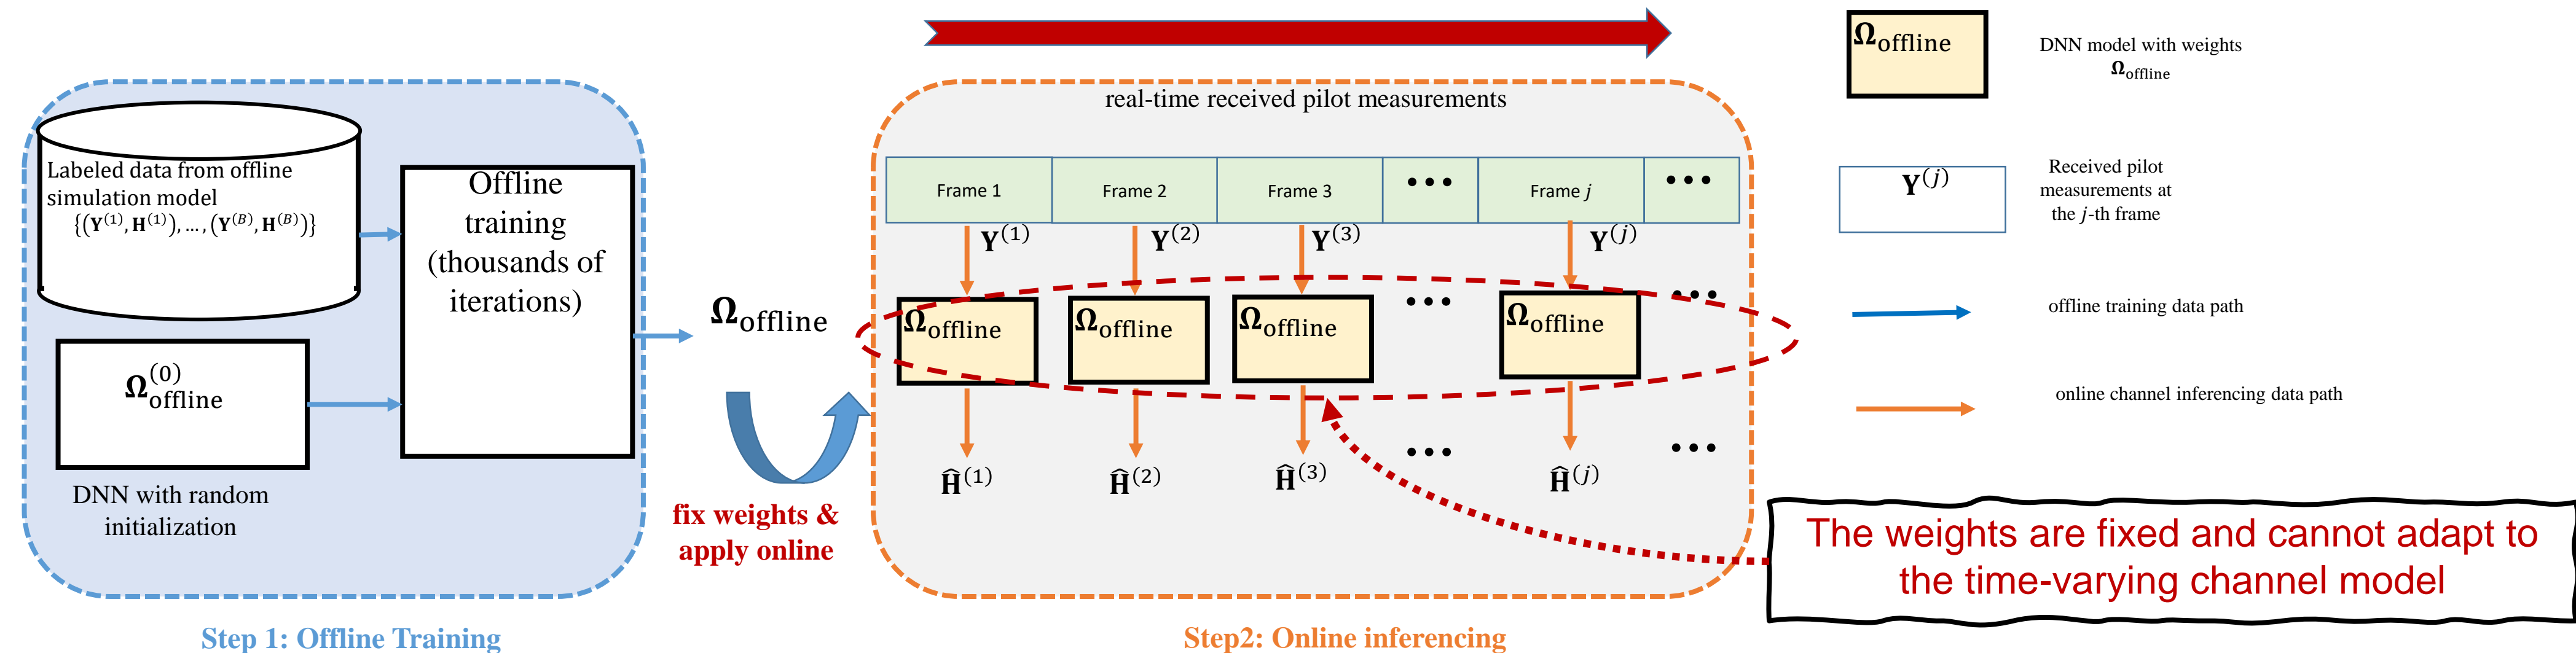 Labeled data from offline
simulation model
{(𝐘^(1), 𝐇^(1)), ..., (𝐘^(B), 𝐇^(B))}
𝛀_offline^(0)
DNN with random
initialization
Offline
training
(thousands of
iterations)
Step 1: Offline Training
𝛀_offline
fix weights &
apply online
real-time received pilot measurements
Frame 1
Frame 2
Frame 3
•••
Frame j
•••
𝐘^(1)
𝐘^(2)
𝐘^(3)
𝐘^(j)
𝛀_offline
𝛀_offline
𝛀_offline
•••
𝛀_offline
•••
Ĥ^(1)
Ĥ^(2)
Ĥ^(3)
•••
Ĥ^(j)
•••
Step2: Online inferencing
𝛀_offline
DNN model with weights
𝛀_offline
𝐘^(j)
Received pilot
measurements at
the j-th frame
offline training data path
online channel inferencing data path
The weights are fixed and cannot adapt to
the time-varying channel model